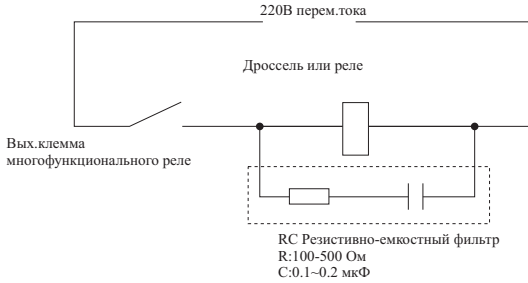 220В перем.тока
Дроссель или реле
Вых.клемма
многофункционального реле
RC Резистивно-емкостный фильтр
R:100-500 Ом
C:0.1~0.2 мкФ